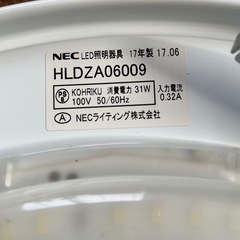 NEC LED照明器具 17年製 17.06
HLDZA06009
PS E KOHRIKU 消費電力 31W 入力電流
100V 50/60Hz 0.32A
A NECライティング株式会社